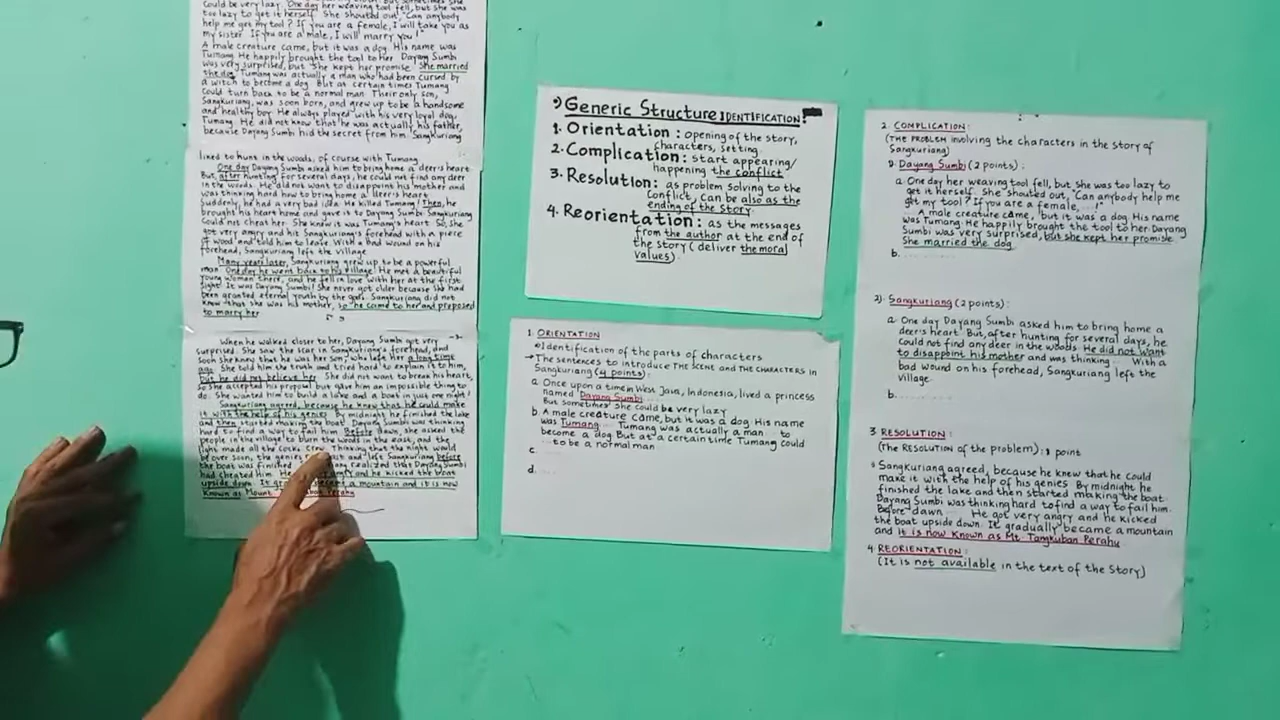 could be very lazy. One day her weaving tool fell, but she was
too lazy to get it herself. She shouted out, "Can anybody
help me get my tool? If you are a female, I will take you as
my sister. If you are a male, I will marry you!"
A male creature came, but it was a dog. His name was
Tumang. He happily brought the tool to her. Dayang Sumbi
was very surprised, but she kept her promise. She married
the dog. Tumang was actually a man who had been cursed by
a witch to become a dog. But at certain times Tumang
could turn back to be a normal man. Their only son,
Sangkuriang, was soon born, and grew up to be a handsome
and healthy boy. He always played with his very loyal dog,
Tumang. He did not know that he was actually his father,
because Dayang Sumbi hid the secret from him. Sangkuriang
liked to hunt in the woods, of course with Tumang.
One day Dayang Sumbi asked him to bring home a deer's heart.
But after hunting for several days, he could not find any deer
in the woods. He did not want to disappoint his mother and
was thinking hard how to bring home a deer's heart.
Suddenly, he had a very bad idea. He killed Tumang! Then, he
brought his heart home and gave it to Dayang Sumbi. Sangkuriang
could not cheat her. She knew it was Tumang's heart. So, she
got very angry and hit Sangkuriang's forehead with a piece
of wood and told him to leave. With a bad wound on his
forehead, Sangkuriang left the village.
Many years later, Sangkuriang grew up to be a powerful
man. One day he went back to his village. He met a beautiful
young woman there, and he fell in love with her at the first
sight. It was Dayang Sumbi! She never got older because she had
been granted eternal youth by the gods. Sangkuriang did not
know that she was his mother, so he came to her and proposed
to marry her
When he walked closer to her, Dayang Sumbi got very
surprised. She saw the scar in Sangkuriang's forehead, and
soon she knew that he was her son, who left her a long time
ago. She told him the truth and tried hard to explain it to him,
but he did not believe her. She did not want to break his heart,
so she accepted his proposal but gave him an impossible thing to
do. She wanted him to build a lake and a boat in just one night!
Sangkuriang agreed, because he knew that he could make
it with the help of his genies. By midnight he finished the lake
and then started making the boat. Dayang Sumbi was thinking
hard to find a way to fail him. Before dawn, she asked the
people in the village to burn the woods in the east, and the
light made all the cocks crew. Thinking that the night would
be over soon, the genies east and left Sangkuriang before
the boat was finished. realized that Dayang Sumbi
had cheated him. He angry and he kicked the boat
upside down. It became a mountain and it is now
known as Mount Perahu
•) Generic Structure IDENTIFICATION:
1. Orientation : opening of the story,
characters, setting.
2. Complication : start appearing/
happening the conflict
3. Resolution : as problem solving to the
conflict, can be also as the
ending of the story.
4. Reorientation : as the messages
from the author at the end of
the story (deliver the moral
values).
1. ORIENTATION
•) Identification of the parts of characters
→ The sentences to introduce THE SCENE and THE CHARACTERS in
Sangkuriang (4 points) :
a. Once upon a time in West Java, Indonesia, lived a princess
named Dayang Sumbi
But sometimes she could be very lazy
b. A male creature came, but it was a dog. His name
was Tumang. ... Tumang was actually a man ... to
become a dog. But at a certain time Tumang could
... to be a normal man
c. .....
d. .....
2. COMPLICATION :
(THE PROBLEM involving the characters in the story of
Sangkuriang)
1). Dayang Sumbi (2 points) :
a. One day her weaving tool fell, but she was too lazy to
get it herself. She shouted out, "Can anybody help me
get my tool? If you are a female, ....!"
A male creature came, but it was a dog. His name
was Tumang. He happily brought the tool to her. Dayang
Sumbi was very surprised, but she kept her promise.
She married the dog.
b. ............
2). Sangkuriang (2 points) :
a. One day Dayang Sumbi asked him to bring home a
deer's heart. But after hunting for several days, he
could not find any deer in the woods. He did not want
to disappoint his mother and was thinking ... With a
bad wound on his forehead, Sangkuriang left the
village.
b. ............
3. RESOLUTION :
(The RESOLUTION of the problem) : 1 point
• Sangkuriang agreed, because he knew that he could
make it with the help of his genies. By midnight he
finished the lake and then started making the boat.
Dayang Sumbi was thinking hard to find a way to fail him.
Before dawn, ... He got very angry and he kicked
the boat upside down. It gradually became a mountain
and it is now known as Mt. Tangkuban Perahu
4. REORIENTATION :
(It is not available in the text of the story)